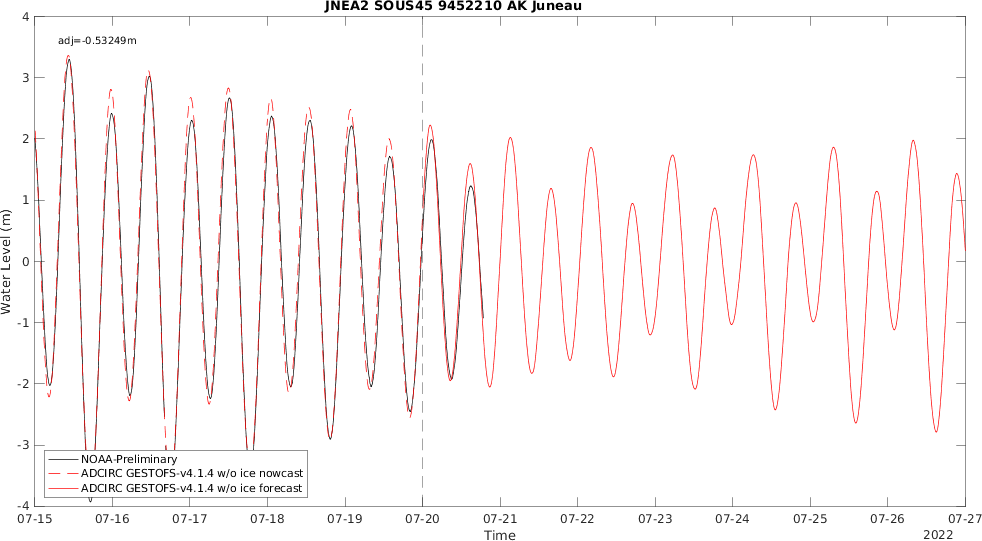 JNEA2 SOUS45 9452210 AK Juneau
adj=-0.53249m
4
3
2
1
0
-1
-2
-3
-4
Water Level (m)
NOAA-Preliminary
ADCIRC GESTOFS-v4.1.4 w/o ice nowcast
ADCIRC GESTOFS-v4.1.4 w/o ice forecast
07-15 07-16 07-17 07-18 07-19 07-20 07-21 07-22 07-23 07-24 07-25 07-26 07-27
Time
2022